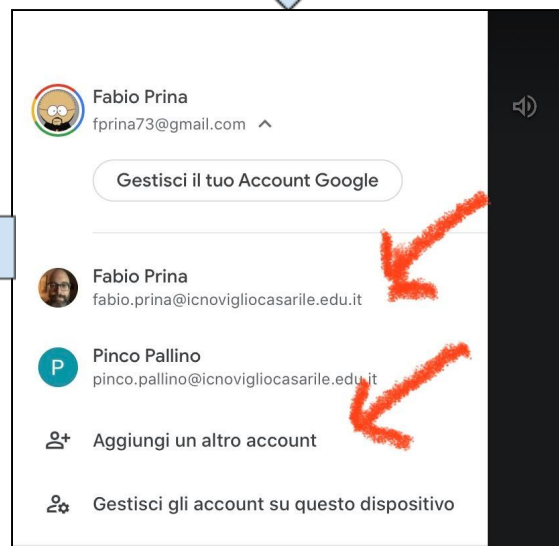 Fabio Prina
fprina73@gmail.com
Gestisci il tuo Account Google
Fabio Prina
fabio.prina@icnovigliocasarile.edu.it
P
Pinco Pallino
pinco.pallino@icnovigliocasarile.edu.it
Aggiungi un altro account
Gestisci gli account su questo dispositivo